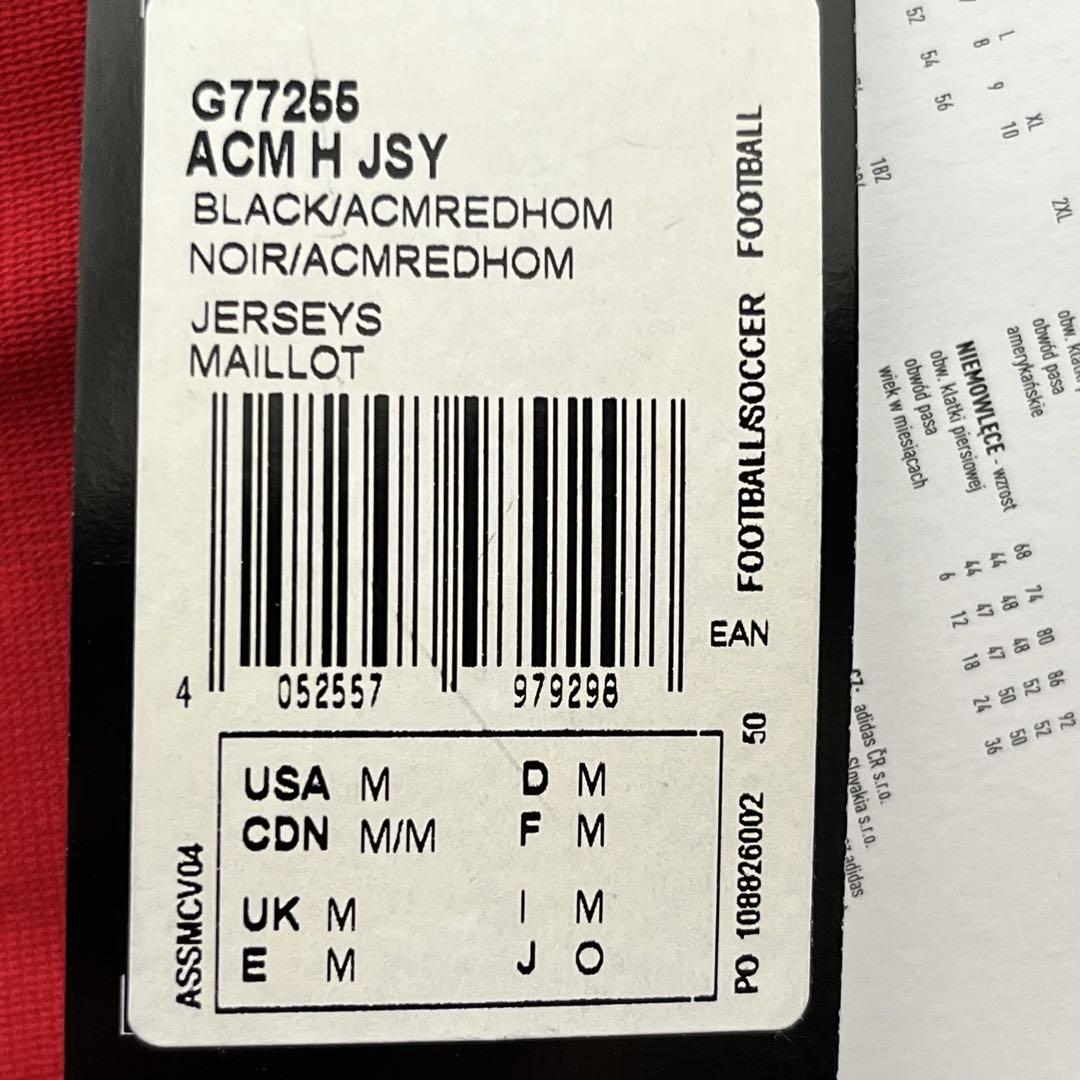 G77255
ACM H JSY
BLACK/ACMREDHOM
NOIR/ACMREDHOM
JERSEYS
MAILLOT
4 052557 979298
EAN
FOOTBALL/SOCCER FOOTBALL
USA M D M
CDN M/M F M
UK M I M
E M J O
ASSMCV04
PO 108826002 50
L XL 2XL
8 9 10
52 54 56
182
obwód pasa
amerykańskie
NIEMOWLĘCE - wzrost 68 74 80 86 92
obw. klatki piersiowej 44 48 48 52 52
obwód pasa 44 47 47 50 50
wiek w miesiącach 6 12 18 24 36
CZ: adidas ČR s.r.o.
Slovakia s.r.o.
adidas